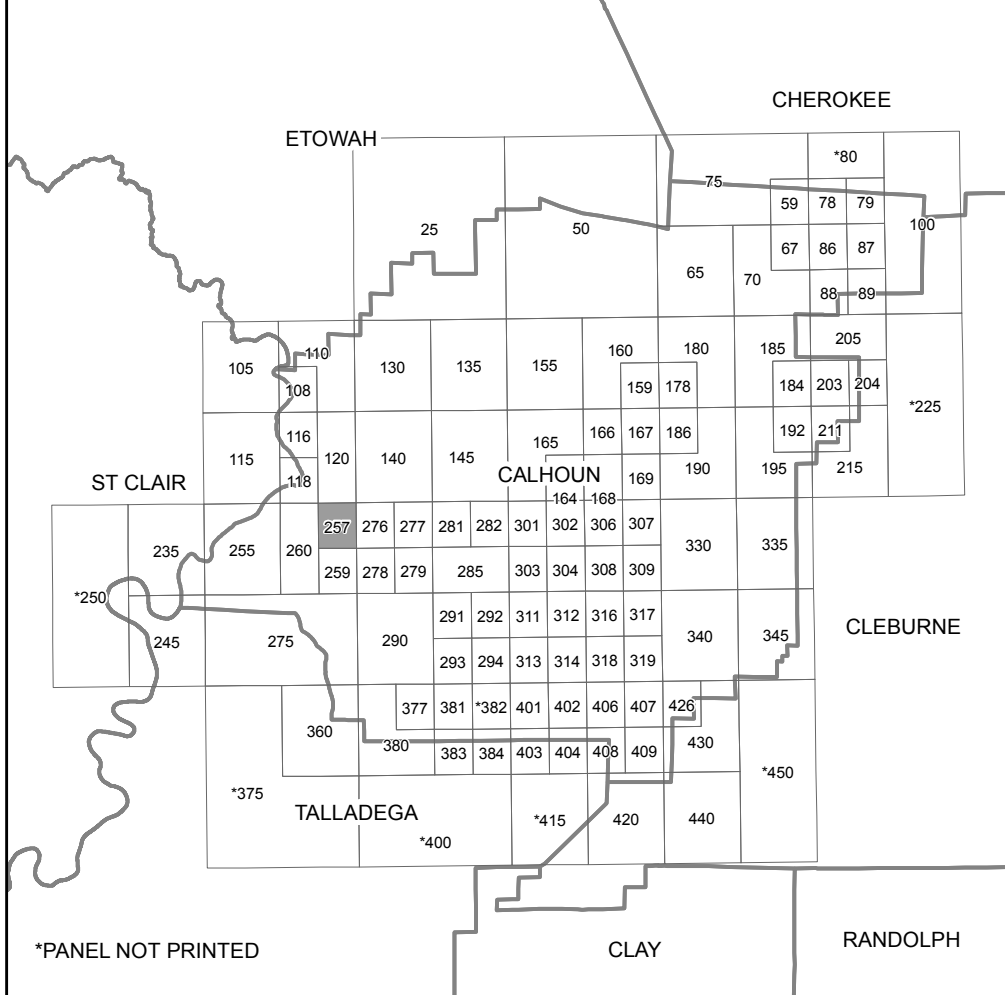 CHEROKEE
ETOWAH
*80
75
59 78 79
25 50 100
67 86 87
65 70
88 89
205
110 160 180 185
105 130 135 155
159 178 184 203 204
108
*225
116 166 167 186 192 211
165
115 120 140 145 190 195 215
CALHOUN
ST CLAIR 118 169
164 168
257 276 277 281 282 301 302 306 307
235 255 260 330 335
259 278 279 285 303 304 308 309
*250
291 292 311 312 316 317
245 275 290 340 345 CLEBURNE
293 294 313 314 318 319
377 381 *382 401 402 406 407 426
360 380 430
383 384 403 404 408 409
*375 *450
TALLADEGA *415 420 440
*400
*PANEL NOT PRINTED CLAY RANDOLPH